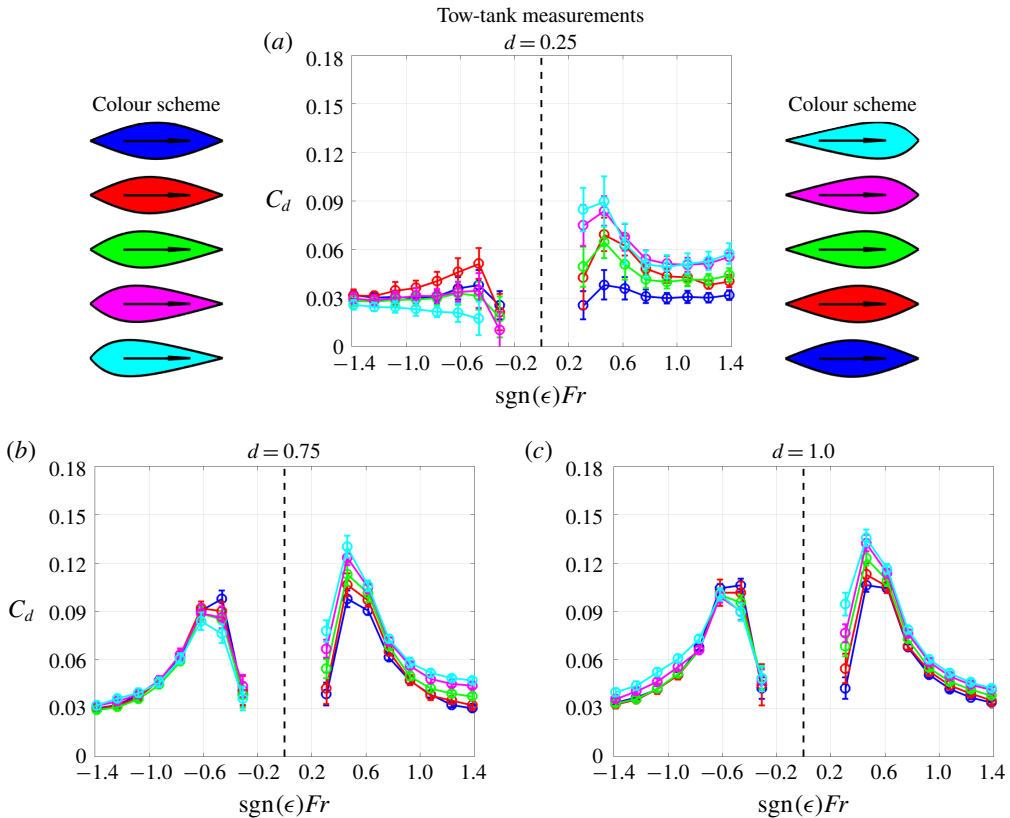 Tow-tank measurements
(a)
d = 0.25
Colour scheme
Colour scheme
0.18
0.15
0.12
0.09
0.06
0.03
0
C_d
−1.4 −1.0 −0.6 −0.2 0.2 0.6 1.0 1.4
sgn(ϵ)Fr
(b)
d = 0.75
0.18
0.15
0.12
0.09
0.06
0.03
0
C_d
−1.4 −1.0 −0.6 −0.2 0.2 0.6 1.0 1.4
sgn(ϵ)Fr
(c)
d = 1.0
0.18
0.15
0.12
0.09
0.06
0.03
0
−1.4 −1.0 −0.6 −0.2 0.2 0.6 1.0 1.4
sgn(ϵ)Fr